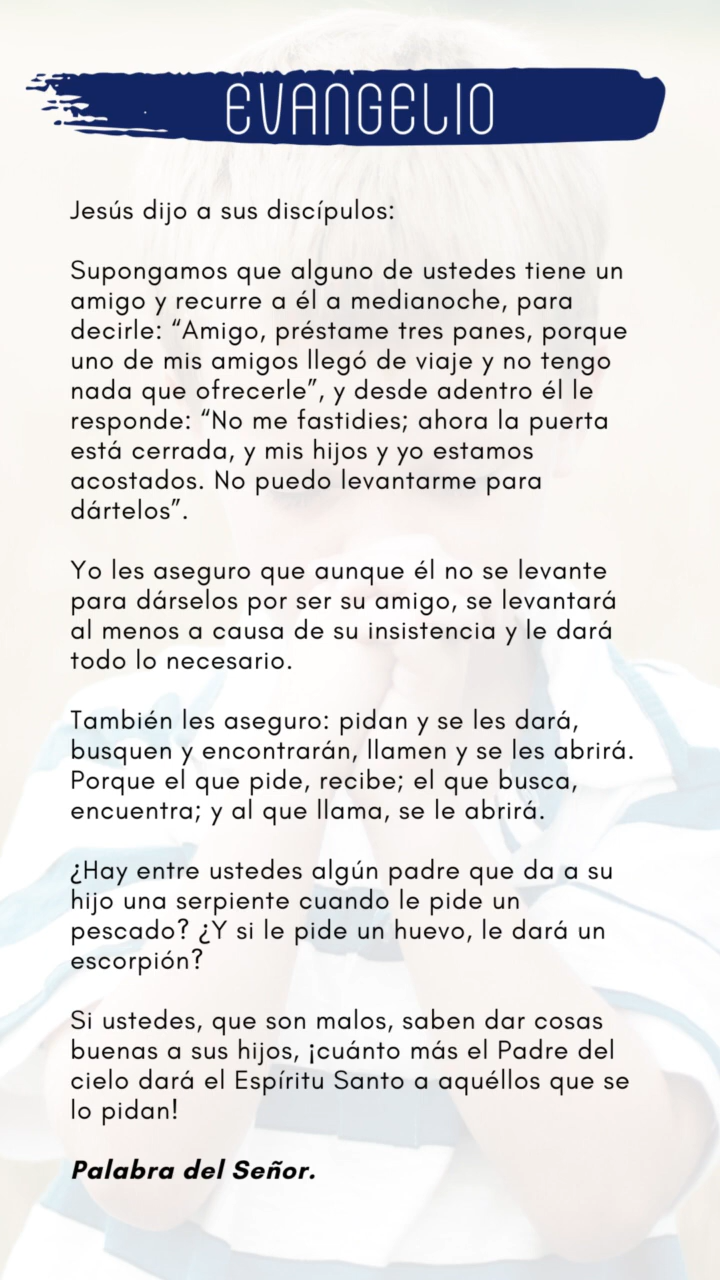 EVANGELIO
Jesús dijo a sus discípulos:
Supongamos que alguno de ustedes tiene un
amigo y recurre a él a medianoche, para
decirle: “Amigo, préstame tres panes, porque
uno de mis amigos llegó de viaje y no tengo
nada que ofrecerle”, y desde adentro él le
responde: “No me fastidies; ahora la puerta
está cerrada, y mis hijos y yo estamos
acostados. No puedo levantarme para
dártelos”.
Yo les aseguro que aunque él no se levante
para dárselos por ser su amigo, se levantará
al menos a causa de su insistencia y le dará
todo lo necesario.
También les aseguro: pidan y se les dará,
busquen y encontrarán, llamen y se les abrirá.
Porque el que pide, recibe; el que busca,
encuentra; y al que llama, se le abrirá.
¿Hay entre ustedes algún padre que da a su
hijo una serpiente cuando le pide un
pescado? ¿Y si le pide un huevo, le dará un
escorpión?
Si ustedes, que son malos, saben dar cosas
buenas a sus hijos, ¡cuánto más el Padre del
cielo dará el Espíritu Santo a aquéllos que se
lo pidan!
Palabra del Señor.